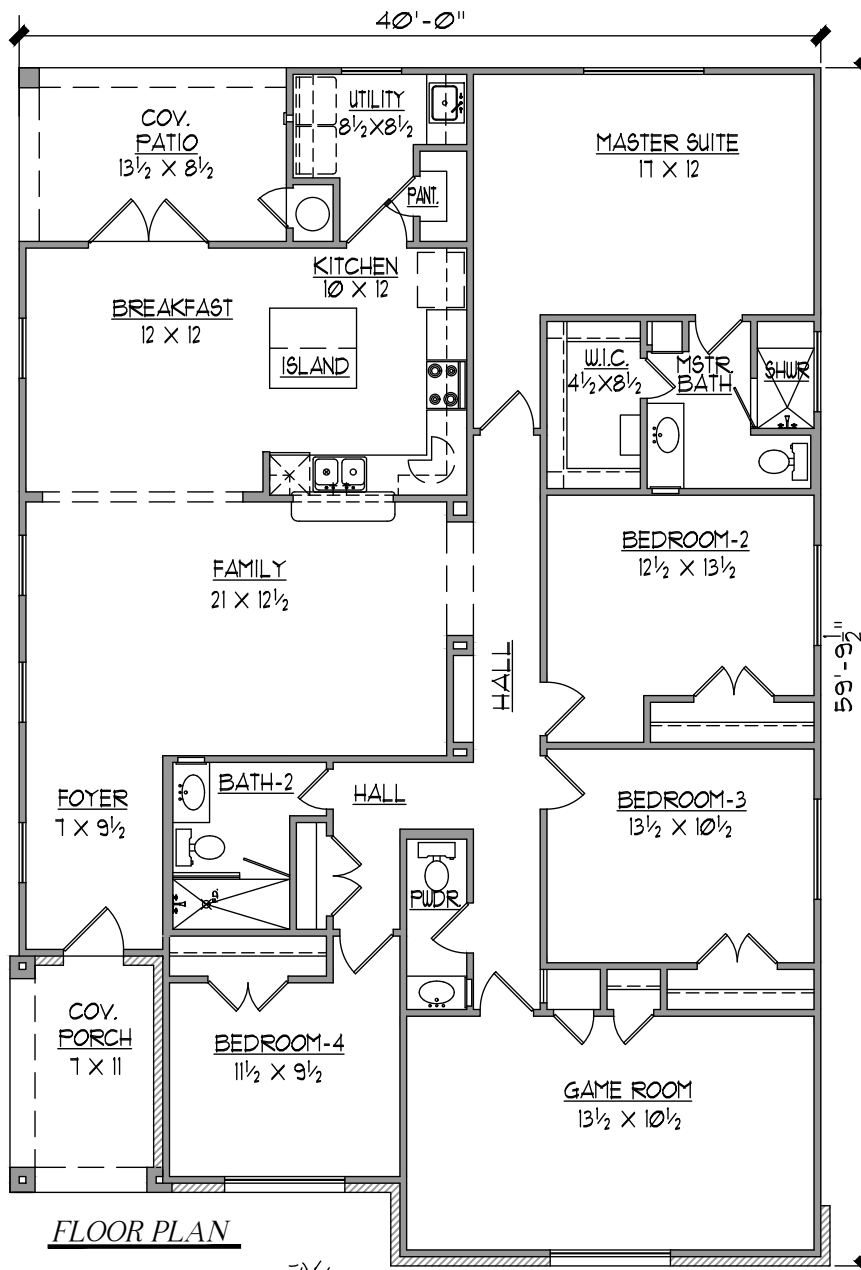 40'-0"
COV.
PATIO
13½ X 8½
UTILITY
8½X8½
MASTER SUITE
17 X 12
PANT.
KITCHEN
10 X 12
BREAKFAST
12 X 12
ISLAND
W.I.C.
4½X8½
MSTR.
BATH
SHWR
BEDROOM-2
12½ X 13½
FAMILY
21 X 12½
59'-9½"
HALL
BATH-2
HALL
FOYER
7 X 9½
BEDROOM-3
13½ X 10½
PWDR.
COV.
PORCH
7 X 11
BEDROOM-4
11½ X 9½
GAME ROOM
13½ X 10½
FLOOR PLAN